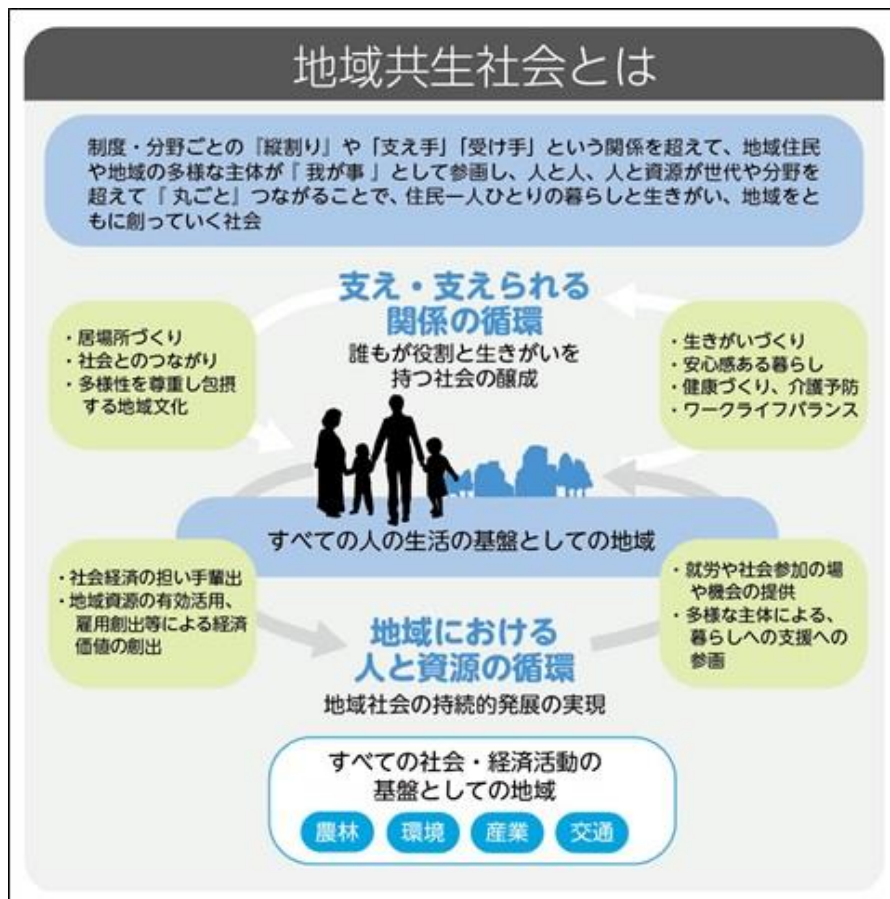 地域共生社会とは
制度・分野ごとの『縦割り』や「支え手」「受け手」という関係を超えて、地域住民
や地域の多様な主体が『 我が事 』として参画し、人と人、人と資源が世代や分野を
超えて『 丸ごと』つながることで、住民一人ひとりの暮らしと生きがい、地域をと
もに創っていく社会
支え・支えられる
関係の循環
誰もが役割と生きがいを
持つ社会の醸成
・居場所づくり
・社会とのつながり
・多様性を尊重し包摂
する地域文化
・生きがいづくり
・安心感ある暮らし
・健康づくり、介護予防
・ワークライフバランス
すべての人の生活の基盤としての地域
・社会経済の担い手輩出
・地域資源の有効活用、
雇用創出等による経済
価値の創出
・就労や社会参加の場
や機会の提供
・多様な主体による、
暮らしへの支援への
参画
地域における
人と資源の循環
地域社会の持続的発展の実現
すべての社会・経済活動の
基盤としての地域
農林 環境 産業 交通